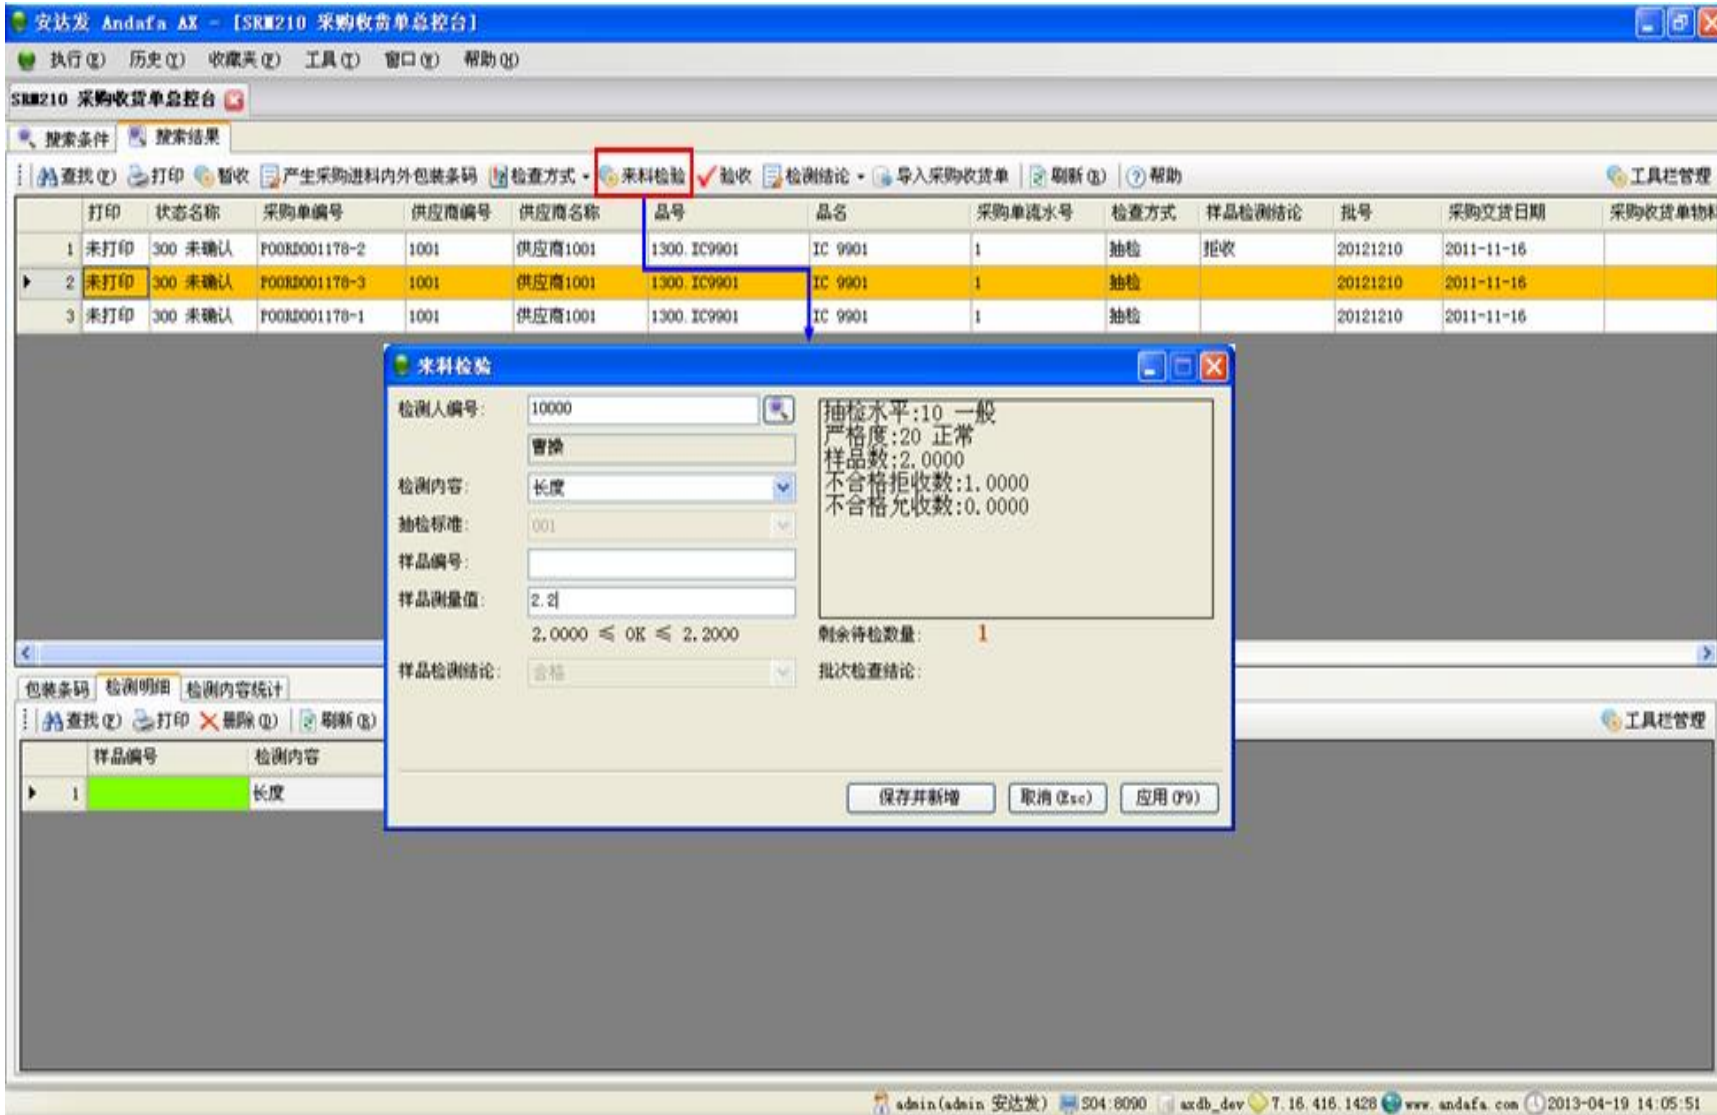 安达发 Andafa AX - [SRM210 采购收货单总控台]
执行(E) 历史(Y) 收藏夹(F) 工具(T) 窗口(W) 帮助(H)
SRM210 采购收货单总控台
搜索条件 搜索结果
查找(F) 打印 暂收 产生采购进料内外包装条码 检查方式 来料检验 验收 检测结论 导入采购收货单 刷新(R) 帮助 工具栏管理
打印 状态名称 采购单编号 供应商编号 供应商名称 品号 品名 采购单流水号 检查方式 样品检测结论 批号 采购交货日期 采购收货单物料
1 未打印 300 未确认 POORD001178-2 1001 供应商1001 1300.IC9901 IC 9901 1 抽检 拒收 20121210 2011-11-16
2 未打印 300 未确认 POORD001178-3 1001 供应商1001 1300.IC9901 IC 9901 1 抽检 20121210 2011-11-16
3 未打印 300 未确认 POORD001178-1 1001 供应商1001 1300.IC9901 IC 9901 1 抽检 20121210 2011-11-16
来料检验
检测人编号: 10000
曹操
检测内容: 长度
抽检标准: 001
样品编号:
样品测量值: 2.2
2.0000 ≤ OK ≤ 2.2000
样品检测结论: 合格
抽检水平:10 一般
严格度:20 正常
样品数:2.0000
不合格拒收数:1.0000
不合格允收数:0.0000
剩余待检数量: 1
批次检查结论:
保存并新增 取消(Esc) 应用(F9)
包装条码 检测明细 检测内容统计
查找(F) 打印 删除(D) 刷新(R) 工具栏管理
样品编号 检测内容
1 长度
admin(admin 安达发) S04:8090 axdb_dev 7.16.416.1428 www.andafa.com 2013-04-19 14:05:51